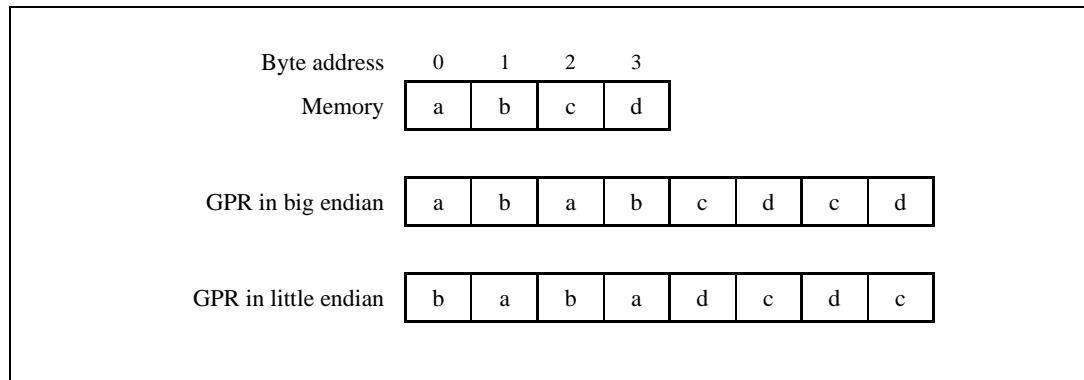 Byte address 0 1 2 3
Memory a b c d
GPR in big endian a b a b c d c d
GPR in little endian b a b a d c d c